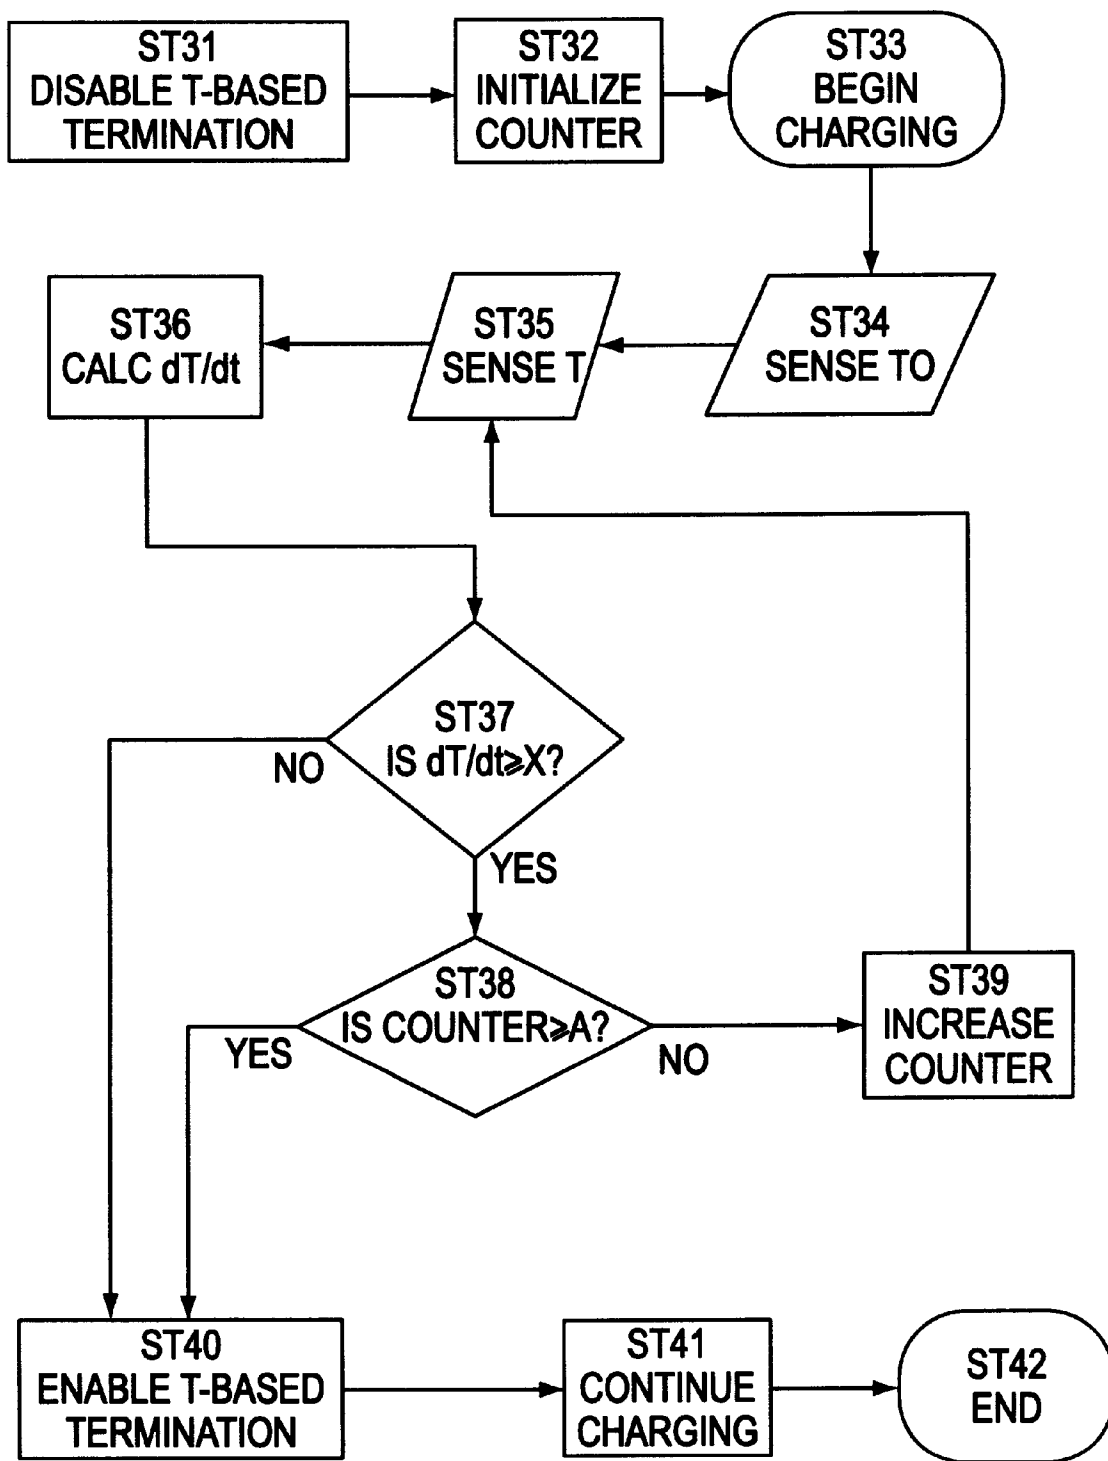 ST31
DISABLE T-BASED
TERMINATION
ST32
INITIALIZE
COUNTER
ST33
BEGIN
CHARGING
ST36
CALC dT/dt
ST35
SENSE T
ST34
SENSE TO
ST37
IS dT/dt⩾X?
NO
YES
ST38
IS COUNTER⩾A?
YES
NO
ST39
INCREASE
COUNTER
ST40
ENABLE T-BASED
TERMINATION
ST41
CONTINUE
CHARGING
ST42
END